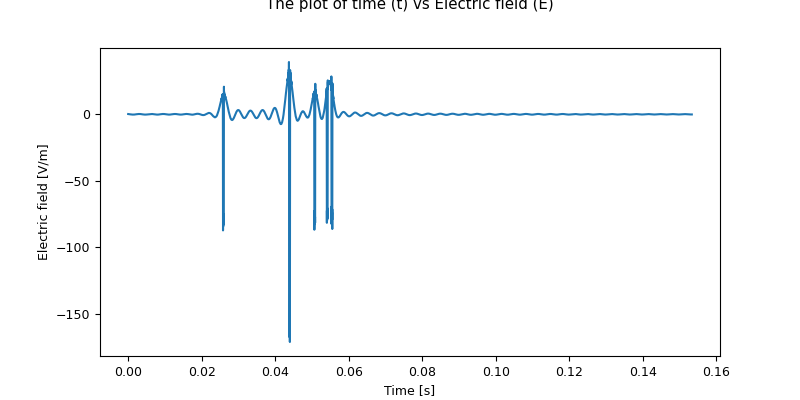 The plot of time (t) vs Electric field (E)
Electric field [V/m]
0
−50
−100
−150
0.00 0.02 0.04 0.06 0.08 0.10 0.12 0.14 0.16
Time [s]